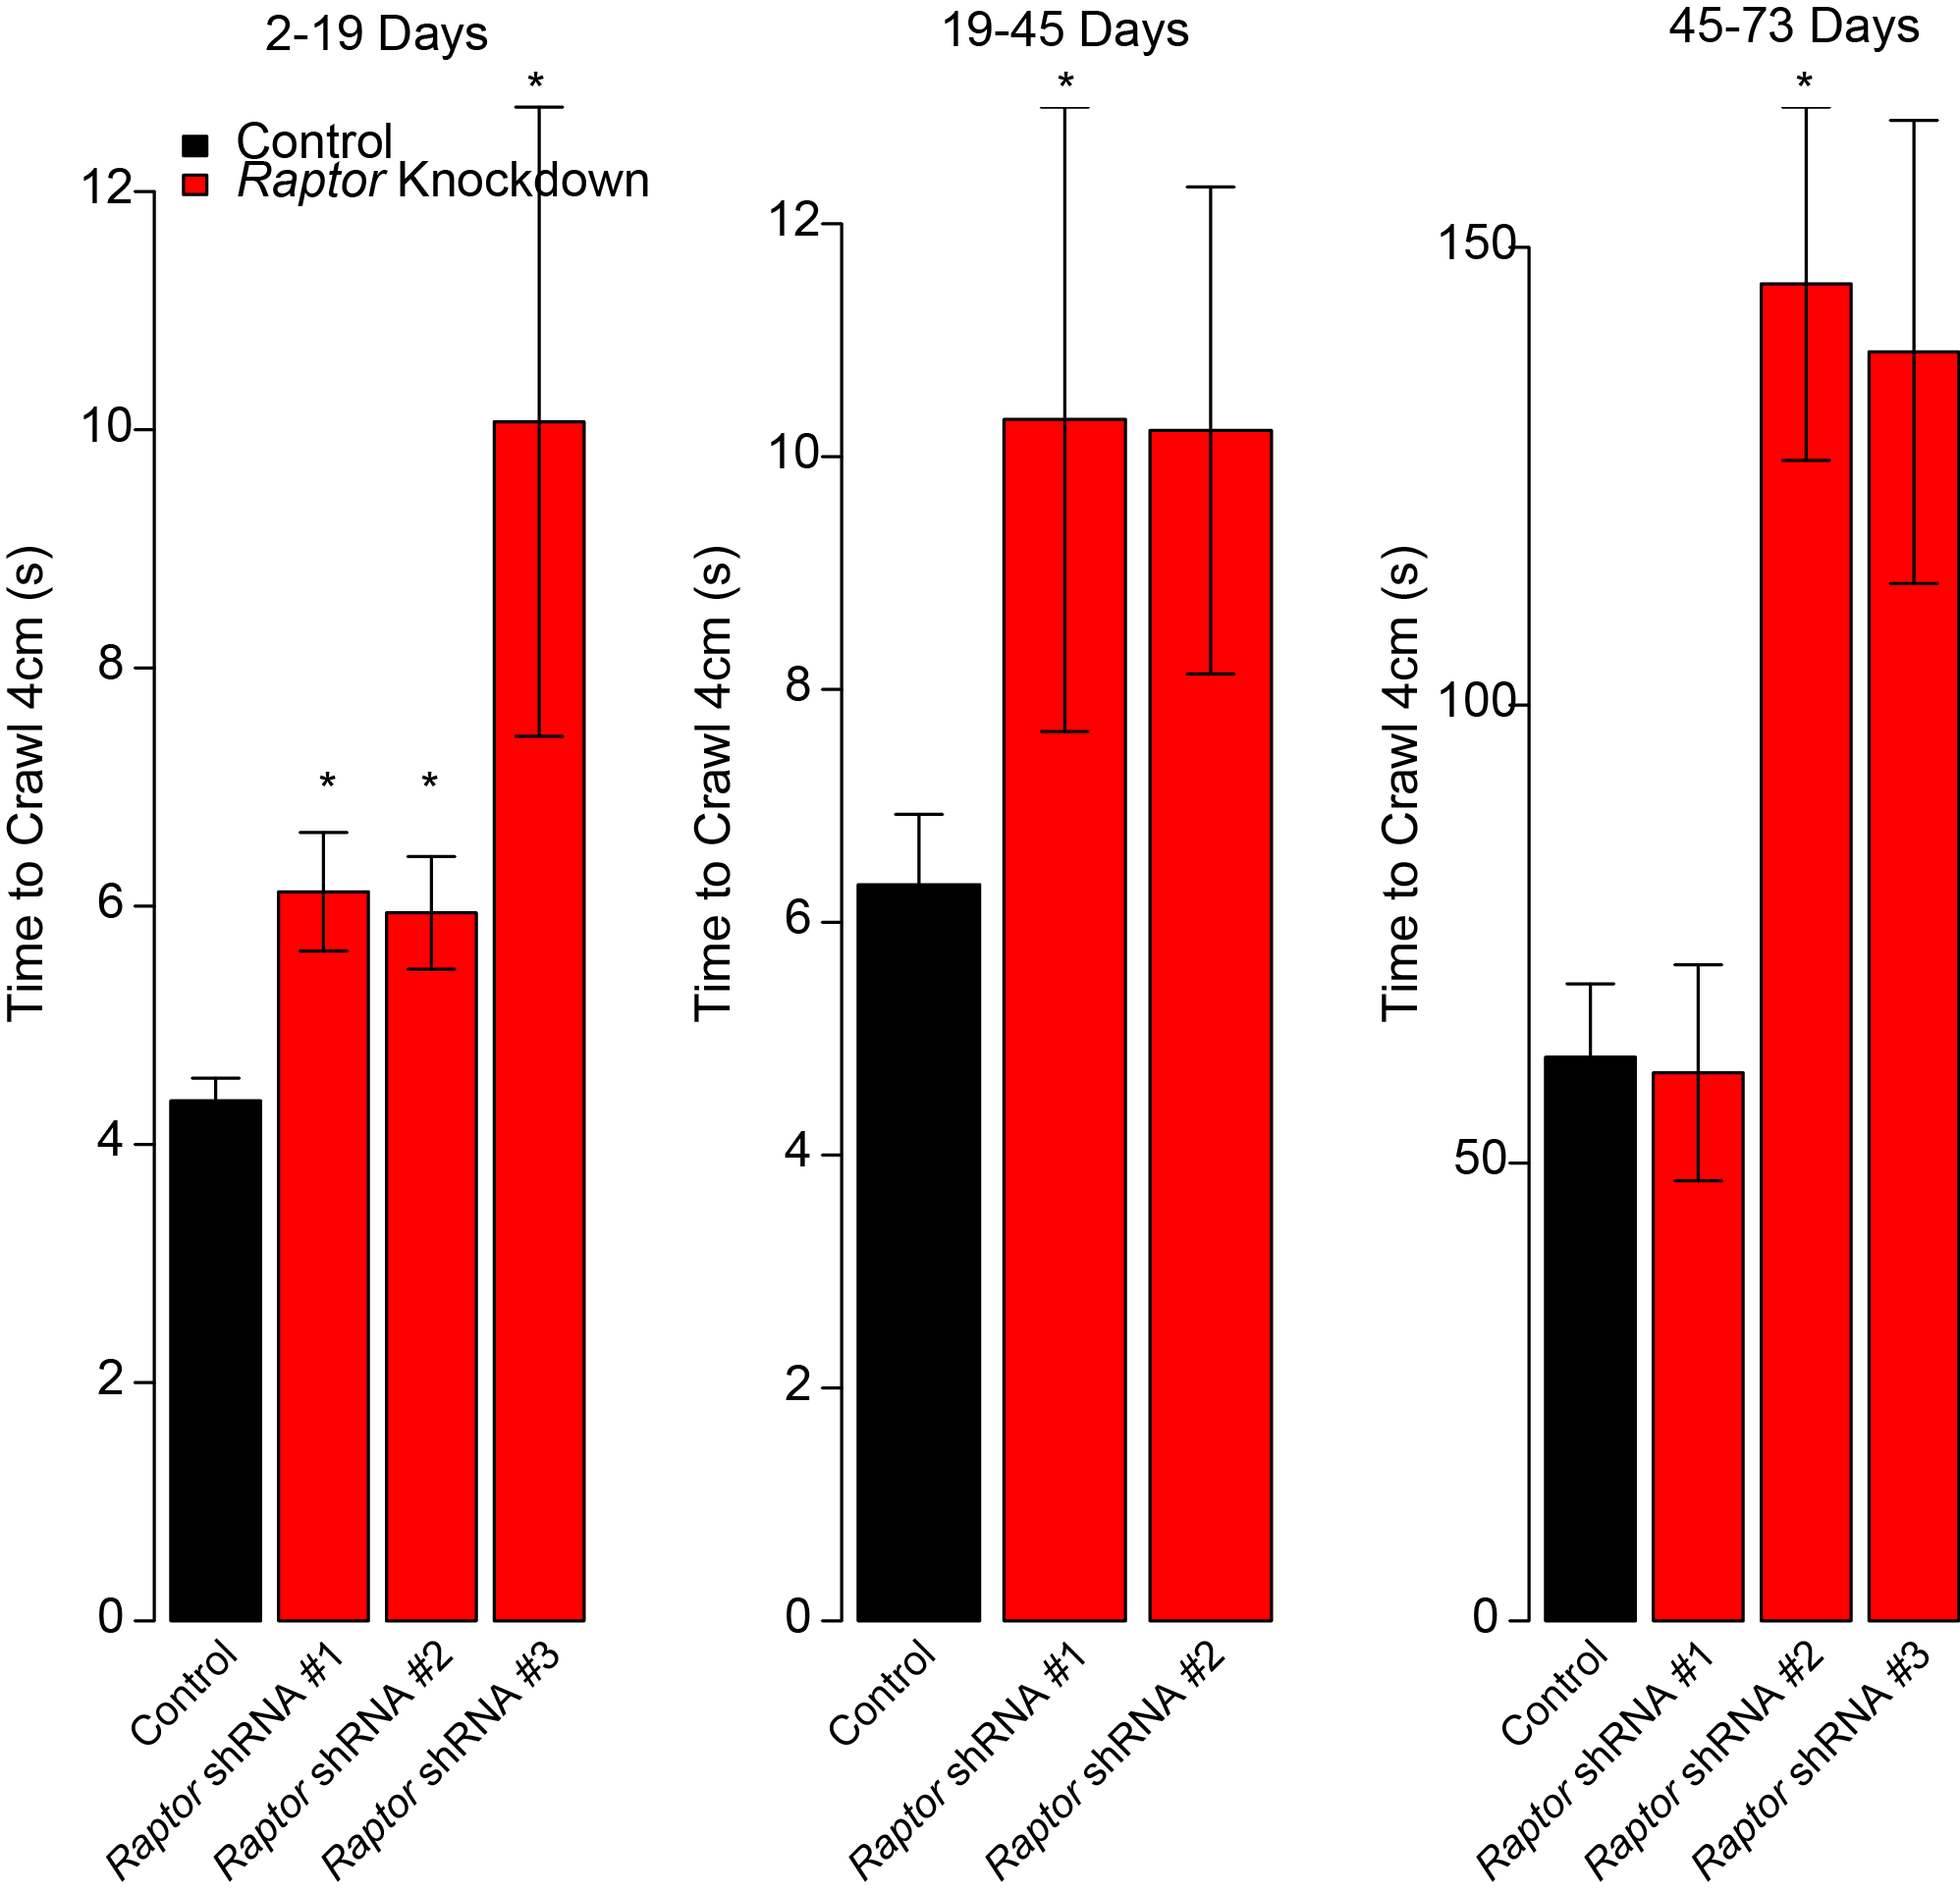 2-19 Days
*
Control
Raptor Knockdown
12
10
8
6
4
2
0
Time to Crawl 4cm (s)
*
*
Control
Raptor shRNA #1
Raptor shRNA #2
Raptor shRNA #3
19-45 Days
*
12
10
8
6
4
2
0
Time to Crawl 4cm (s)
Control
Raptor shRNA #1
Raptor shRNA #2
45-73 Days
*
150
100
50
0
Time to Crawl 4cm (s)
Control
Raptor shRNA #1
Raptor shRNA #2
Raptor shRNA #3